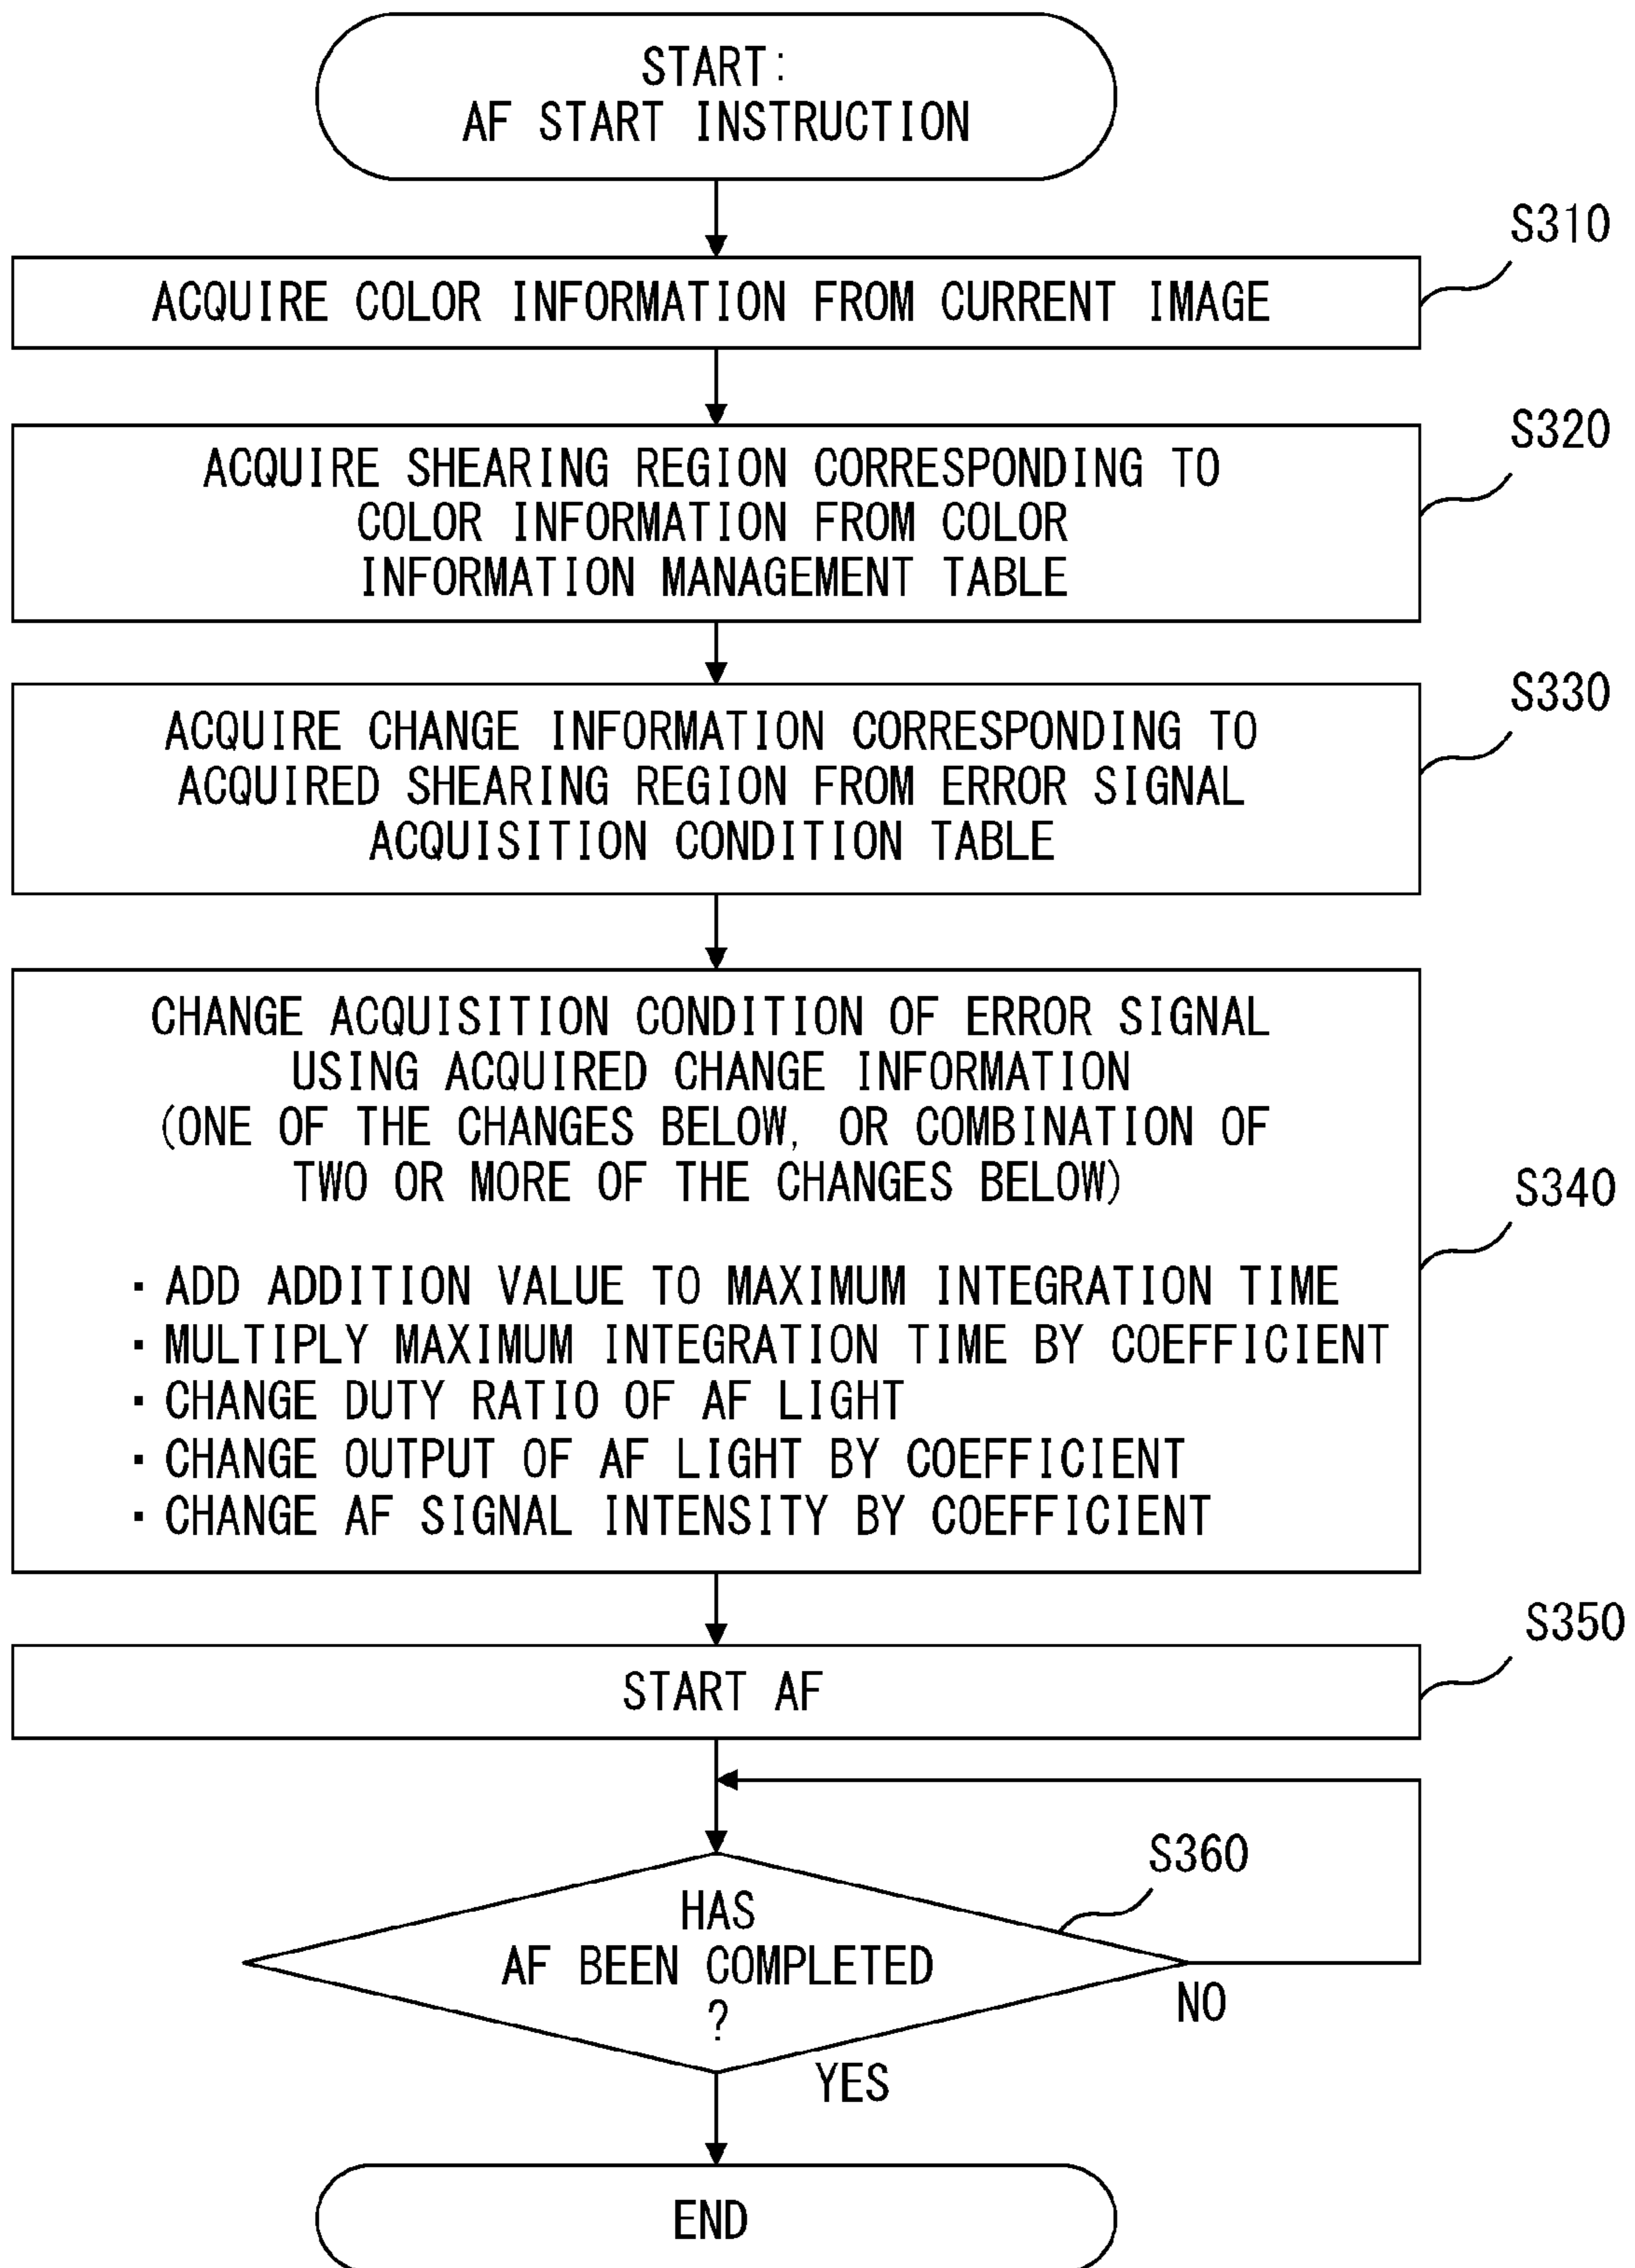 START:
AF START INSTRUCTION
S310
ACQUIRE COLOR INFORMATION FROM CURRENT IMAGE
S320
ACQUIRE SHEARING REGION CORRESPONDING TO
COLOR INFORMATION FROM COLOR
INFORMATION MANAGEMENT TABLE
S330
ACQUIRE CHANGE INFORMATION CORRESPONDING TO
ACQUIRED SHEARING REGION FROM ERROR SIGNAL
ACQUISITION CONDITION TABLE
CHANGE ACQUISITION CONDITION OF ERROR SIGNAL
USING ACQUIRED CHANGE INFORMATION
(ONE OF THE CHANGES BELOW, OR COMBINATION OF
TWO OR MORE OF THE CHANGES BELOW)
S340
・ADD ADDITION VALUE TO MAXIMUM INTEGRATION TIME
・MULTIPLY MAXIMUM INTEGRATION TIME BY COEFFICIENT
・CHANGE DUTY RATIO OF AF LIGHT
・CHANGE OUTPUT OF AF LIGHT BY COEFFICIENT
・CHANGE AF SIGNAL INTENSITY BY COEFFICIENT
S350
START AF
S360
HAS
AF BEEN COMPLETED
?
NO
YES
END